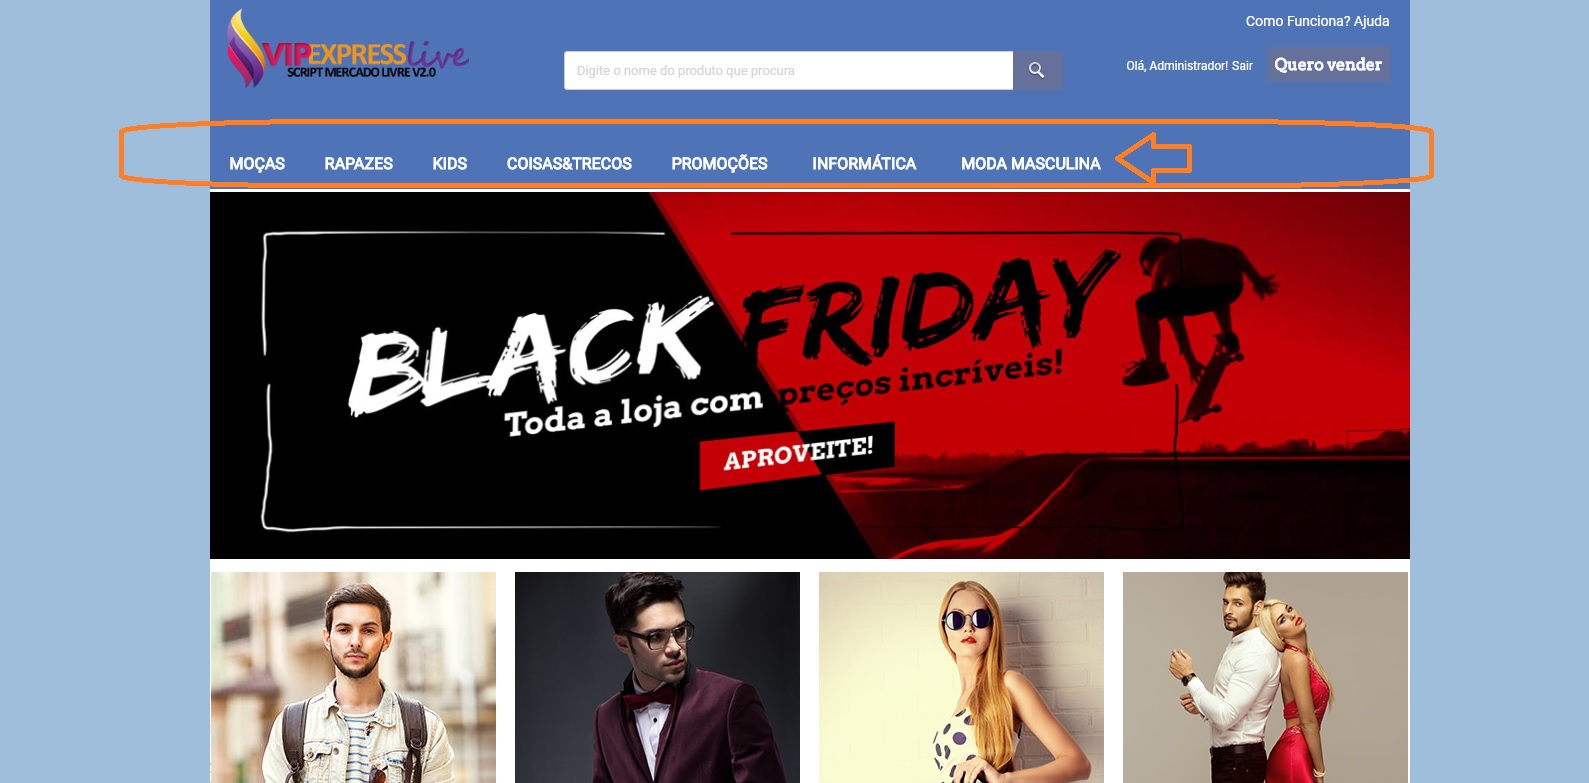 VIPEXPRESSlive
SCRIPT MERCADO LIVRE V2.0
Como Funciona? Ajuda
Digite o nome do produto que procura
Olá, Administrador! Sair
Quero vender
MOÇAS RAPAZES KIDS COISAS&TRECOS PROMOÇÕES INFORMÁTICA MODA MASCULINA
BLACK FRIDAY
Toda a loja com preços incríveis!
APROVEITE!